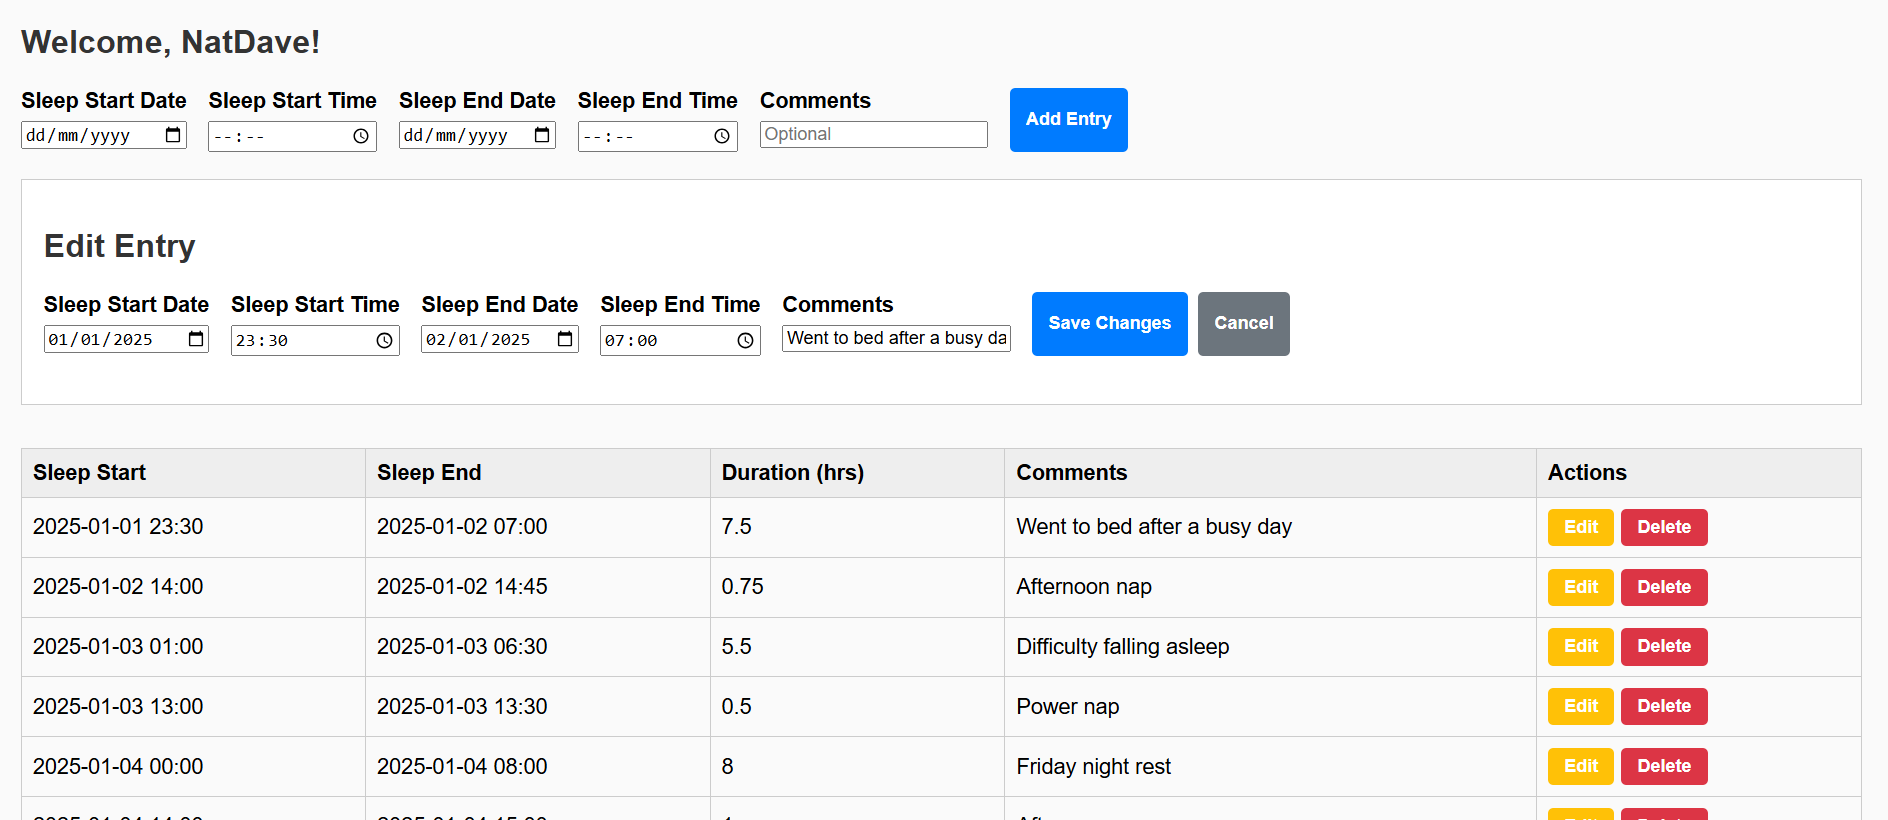 Welcome, NatDave!
Sleep Start Date Sleep Start Time Sleep End Date Sleep End Time Comments
dd/mm/yyyy --:-- dd/mm/yyyy --:-- Optional Add Entry
Edit Entry
Sleep Start Date Sleep Start Time Sleep End Date Sleep End Time Comments
01/01/2025 23:30 02/01/2025 07:00 Went to bed after a busy da Save Changes Cancel
Sleep Start Sleep End Duration (hrs) Comments Actions
2025-01-01 23:30 2025-01-02 07:00 7.5 Went to bed after a busy day Edit Delete
2025-01-02 14:00 2025-01-02 14:45 0.75 Afternoon nap Edit Delete
2025-01-03 01:00 2025-01-03 06:30 5.5 Difficulty falling asleep Edit Delete
2025-01-03 13:00 2025-01-03 13:30 0.5 Power nap Edit Delete
2025-01-04 00:00 2025-01-04 08:00 8 Friday night rest Edit Delete